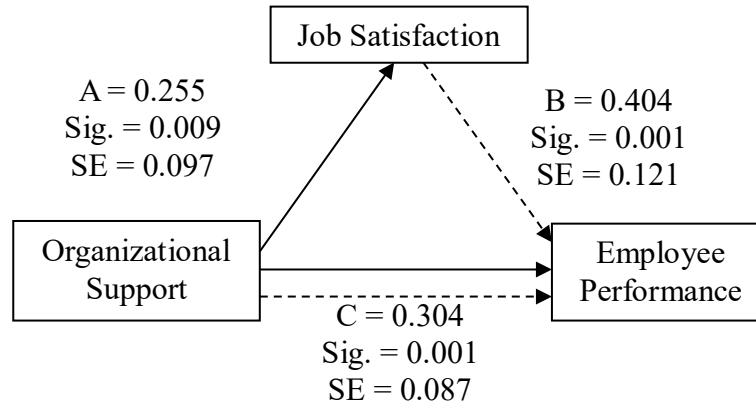 Job Satisfaction
A = 0.255
Sig. = 0.009
SE = 0.097
B = 0.404
Sig. = 0.001
SE = 0.121
Organizational
Support
Employee
Performance
C = 0.304
Sig. = 0.001
SE = 0.087